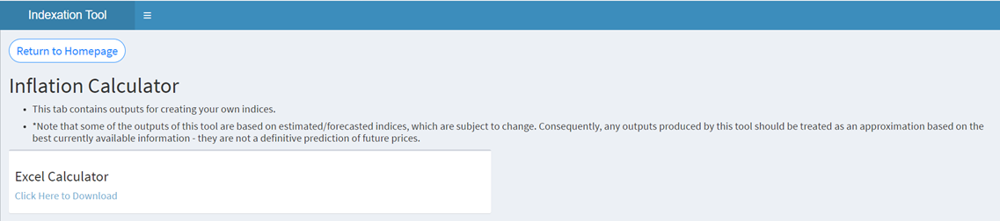 Indexation Tool
Return to Homepage
Inflation Calculator
• This tab contains outputs for creating your own indices.
• *Note that some of the outputs of this tool are based on estimated/forecasted indices, which are subject to change. Consequently, any outputs produced by this tool should be treated as an approximation based on the
best currently available information - they are not a definitive prediction of future prices.
Excel Calculator
Click Here to Download